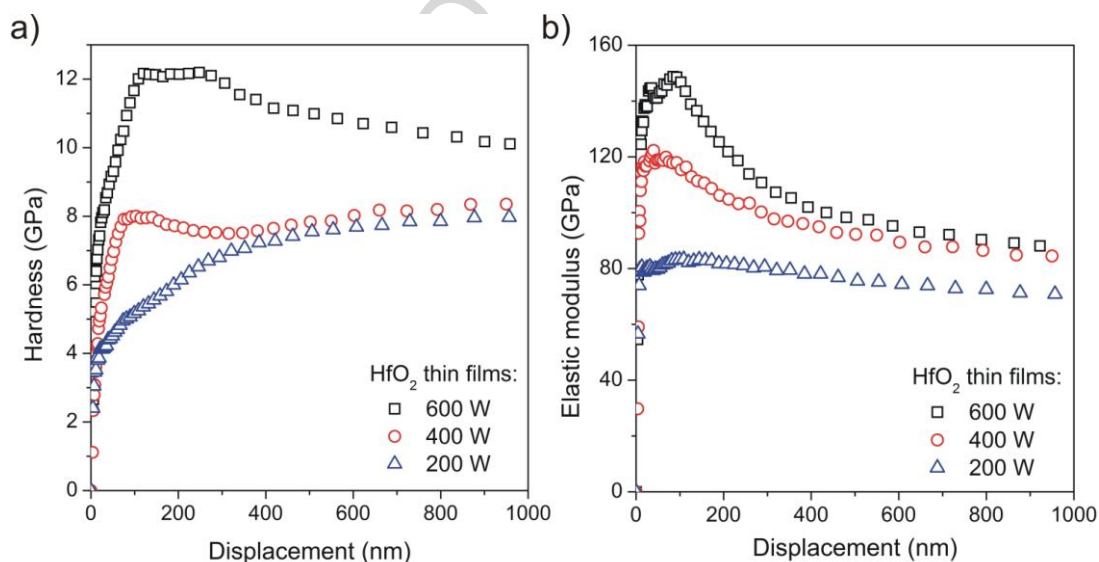 a)
Hardness (GPa)
12
10
8
6
4
2
0
0 200 400 600 800 1000
Displacement (nm)
HfO₂ thin films:
600 W
400 W
200 W
b)
Elastic modulus (GPa)
160
120
80
40
0
0 200 400 600 800 1000
Displacement (nm)
HfO₂ thin films:
600 W
400 W
200 W